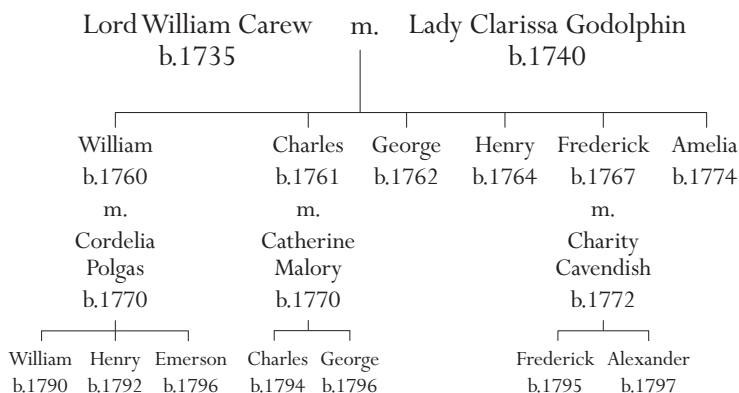 Lord William Carew m. Lady Clarissa Godolphin
b.1735 b.1740
William Charles George Henry Frederick Amelia
b.1760 b.1761 b.1762 b.1764 b.1767 b.1774
m. m. m.
Cordelia Catherine Charity
Polgas Malory Cavendish
b.1770 b.1770 b.1772
William Henry Emerson Charles George Frederick Alexander
b.1790 b.1792 b.1796 b.1794 b.1796 b.1795 b.1797